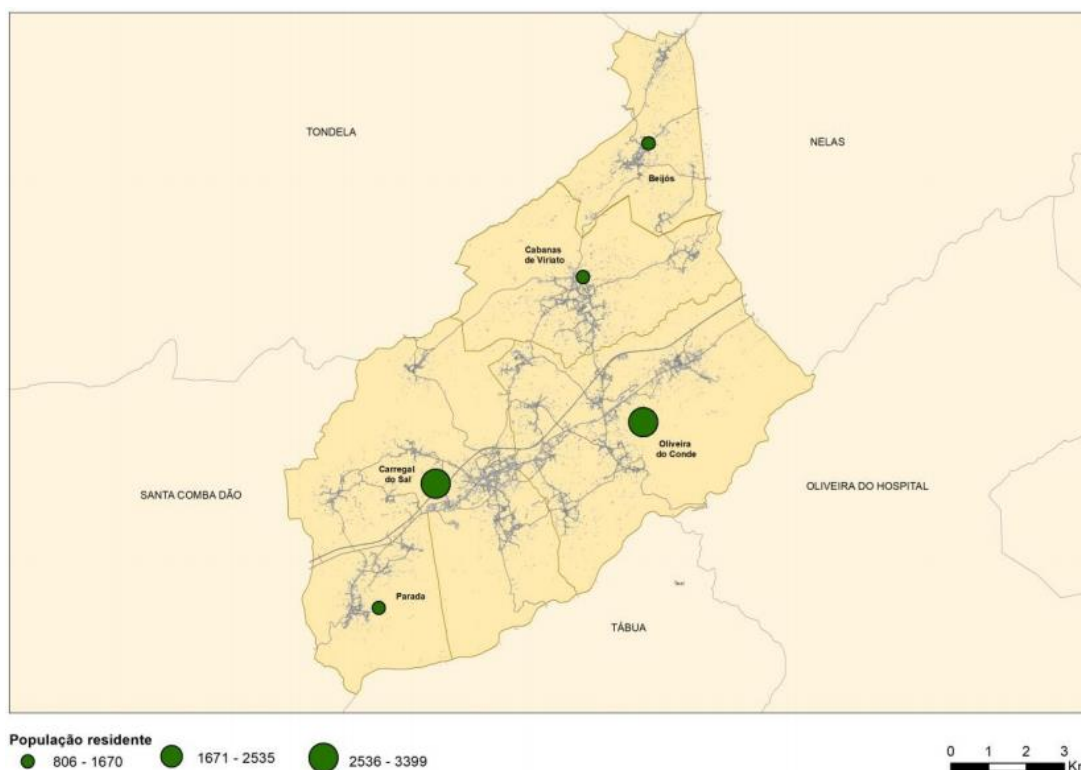 TONDELA
NELAS
Beijós
Cabanas
de Viriato
Oliveira
do Conde
Carregal
do Sal
SANTA COMBA DÃO
OLIVEIRA DO HOSPITAL
Parada
TÁBUA
População residente
806 - 1670
1671 - 2535
2536 - 3399
0 1 2 3